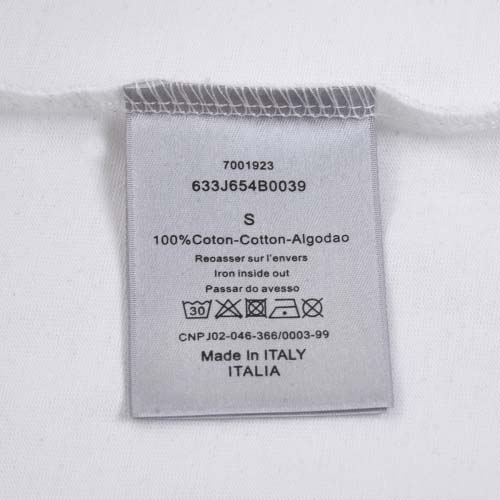 7001923
633J654B0039
S
100%Coton-Cotton-Algodao
Reoasser sur l'envers
Iron inside out
Passar do avesso
30
CNPJ02-046-366/0003-99
Made In ITALY
ITALIA